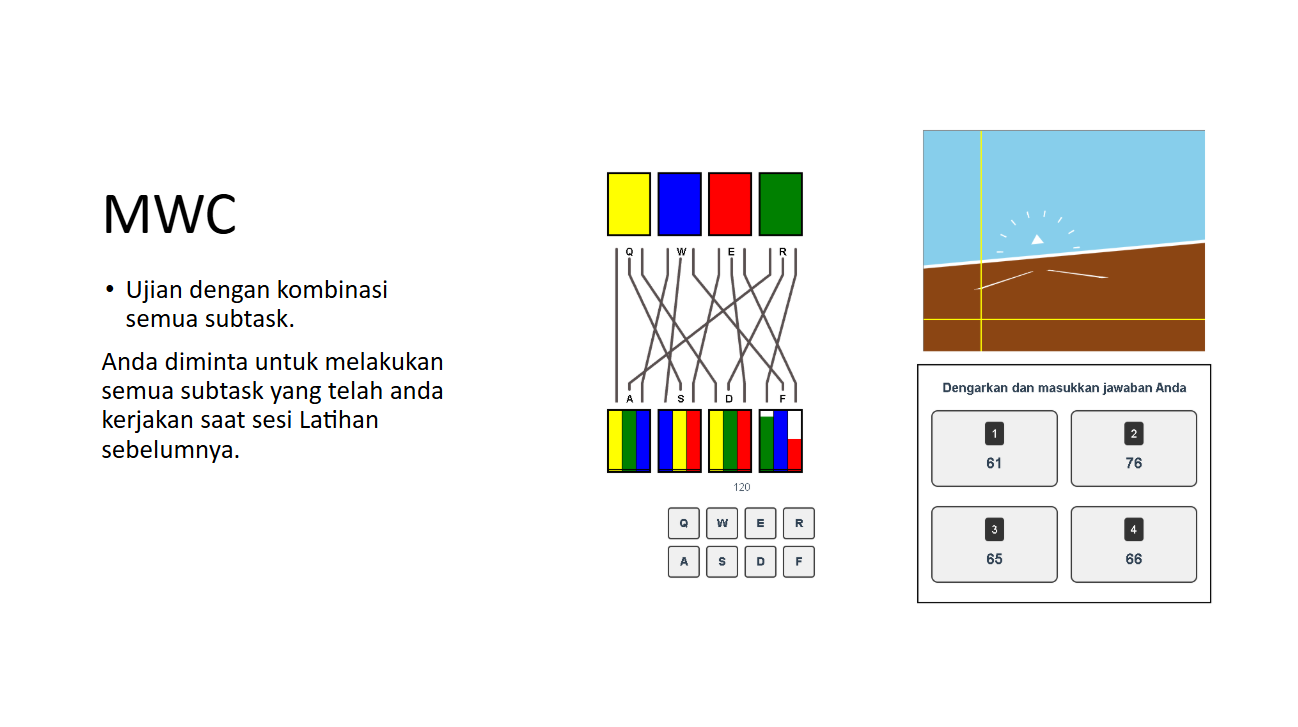 MWC
• Ujian dengan kombinasi
semua subtask.
Anda diminta untuk melakukan
semua subtask yang telah anda
kerjakan saat sesi Latihan
sebelumnya.
Q W E R
A S D F
120
Q W E R
A S D F
Dengarkan dan masukkan jawaban Anda
1 2
61 76
3 4
65 66